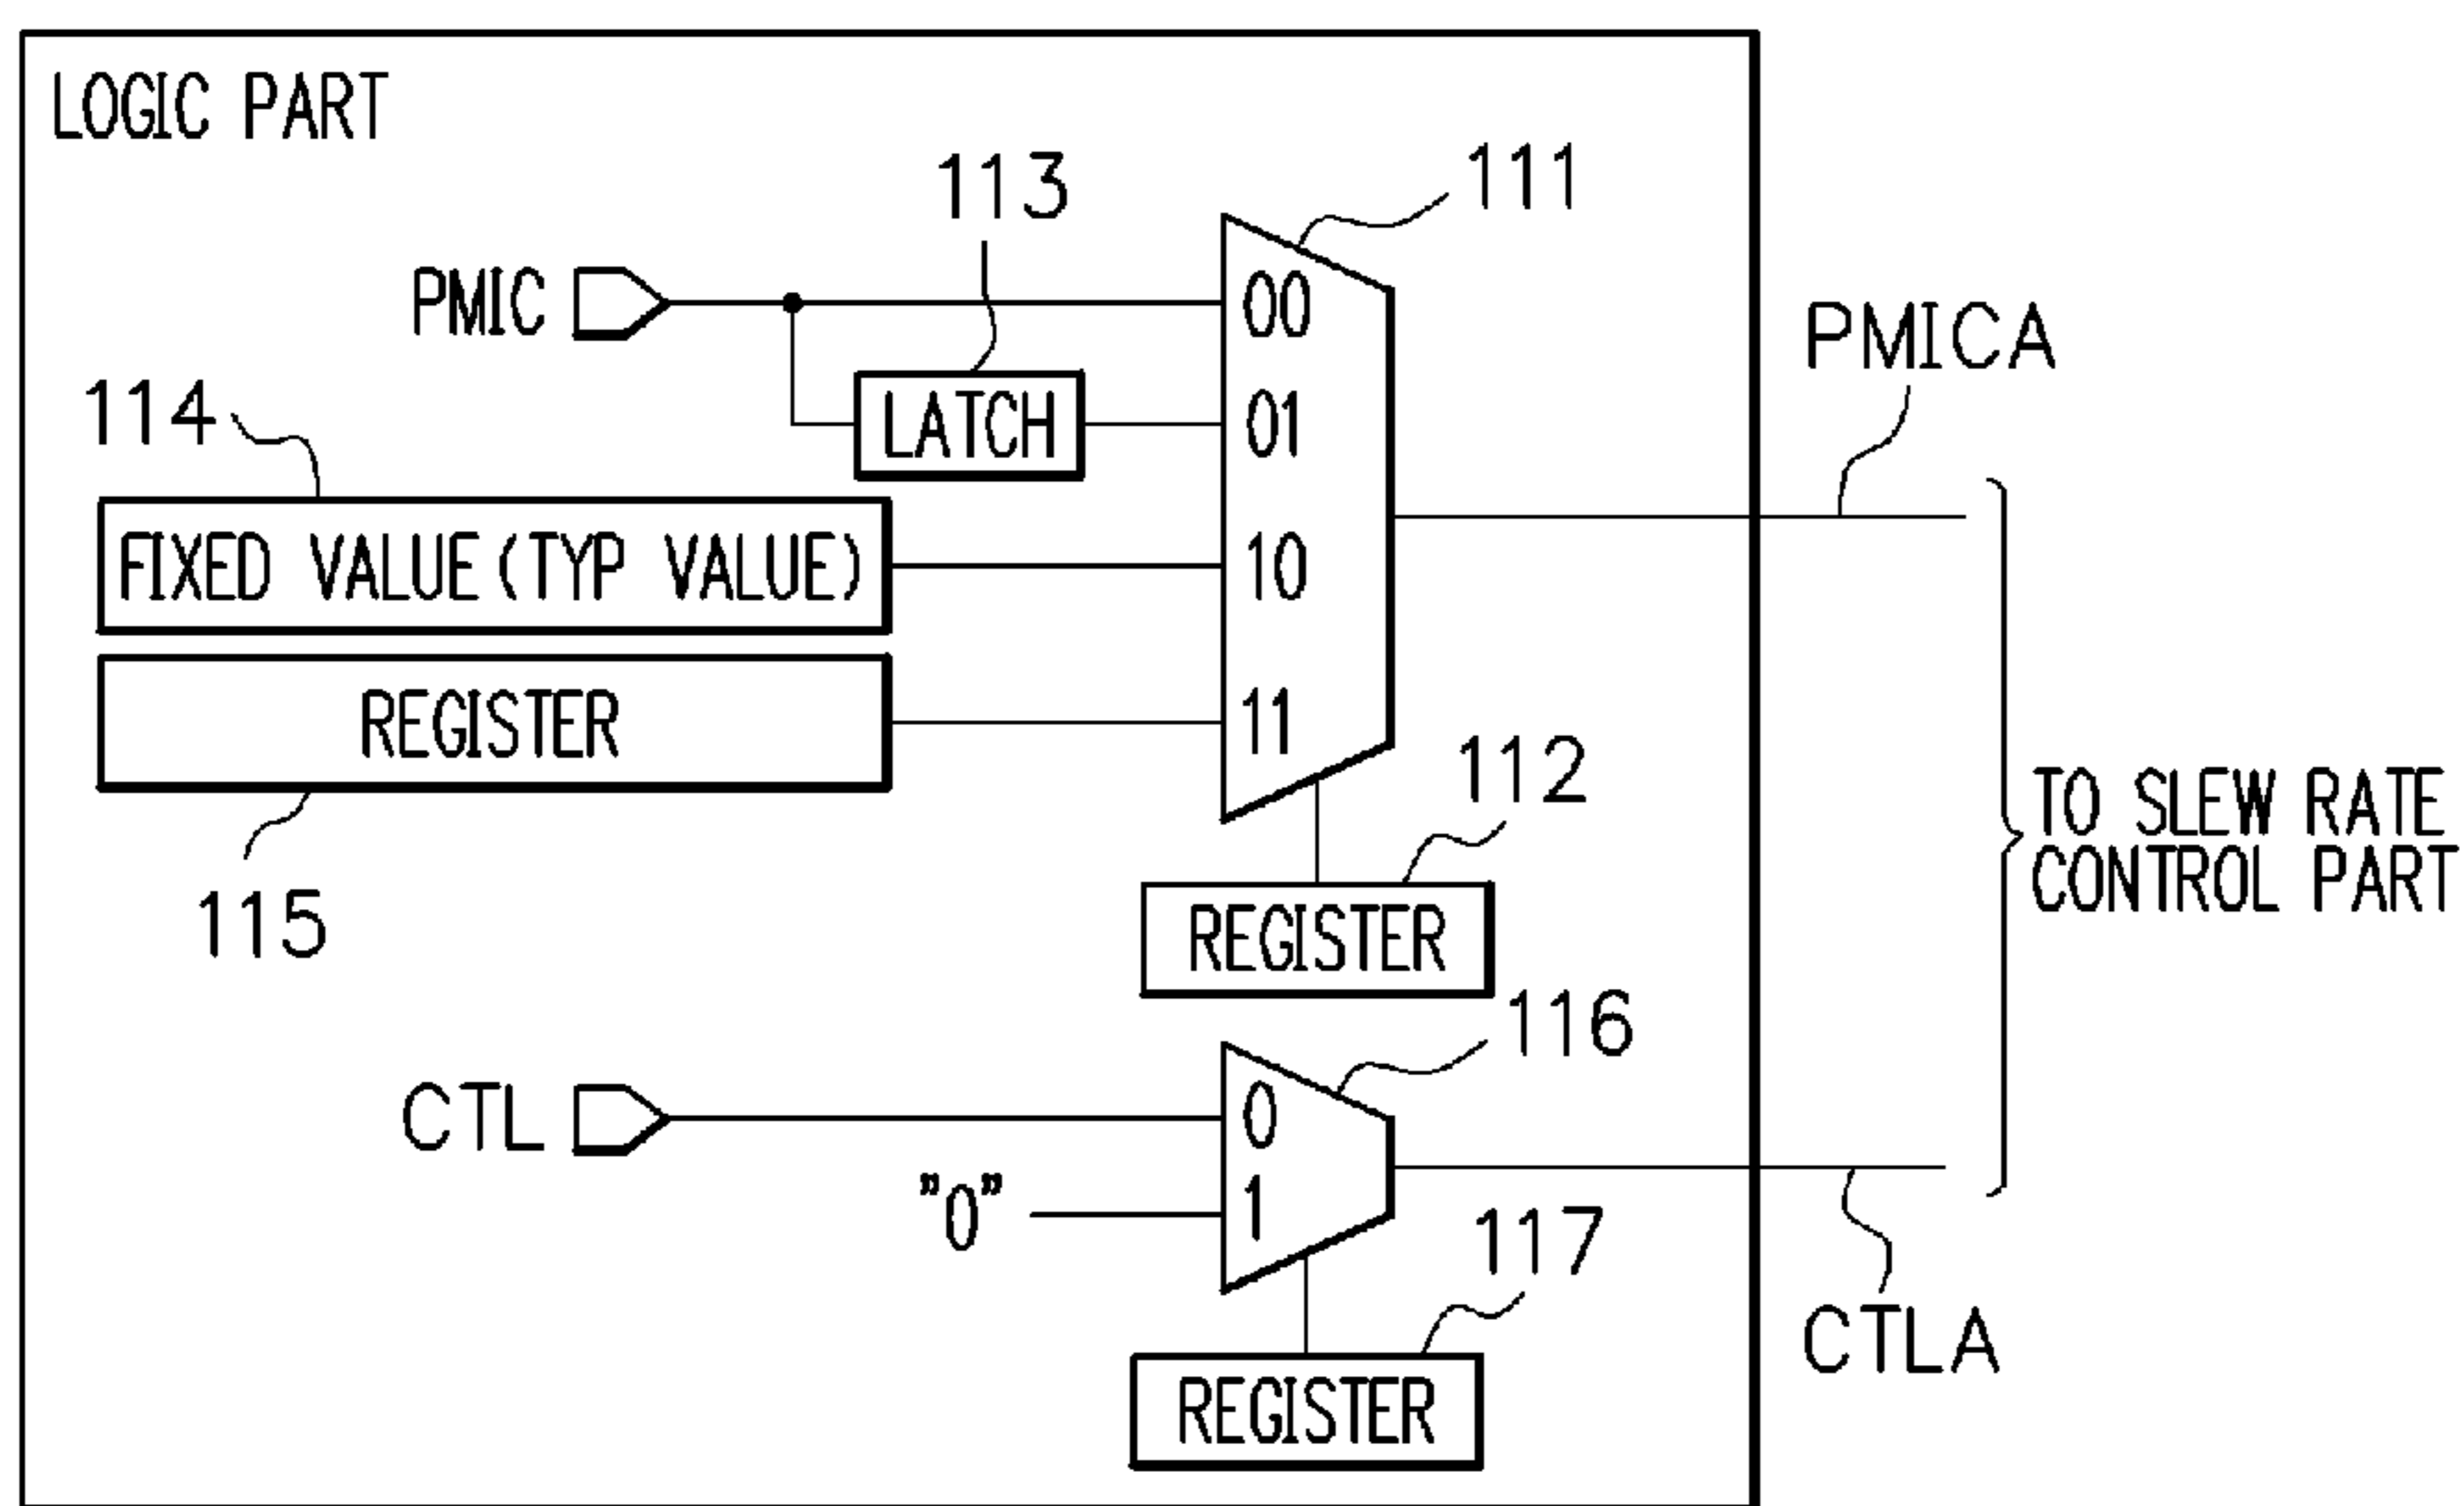 LOGIC PART
113
111
PMIC
00
PMICA
114
LATCH
01
FIXED VALUE(TYP VALUE)
10
REGISTER
11
112
TO SLEW RATE
CONTROL PART
115
REGISTER
116
CTL
0
"0"
1
117
CTLA
REGISTER